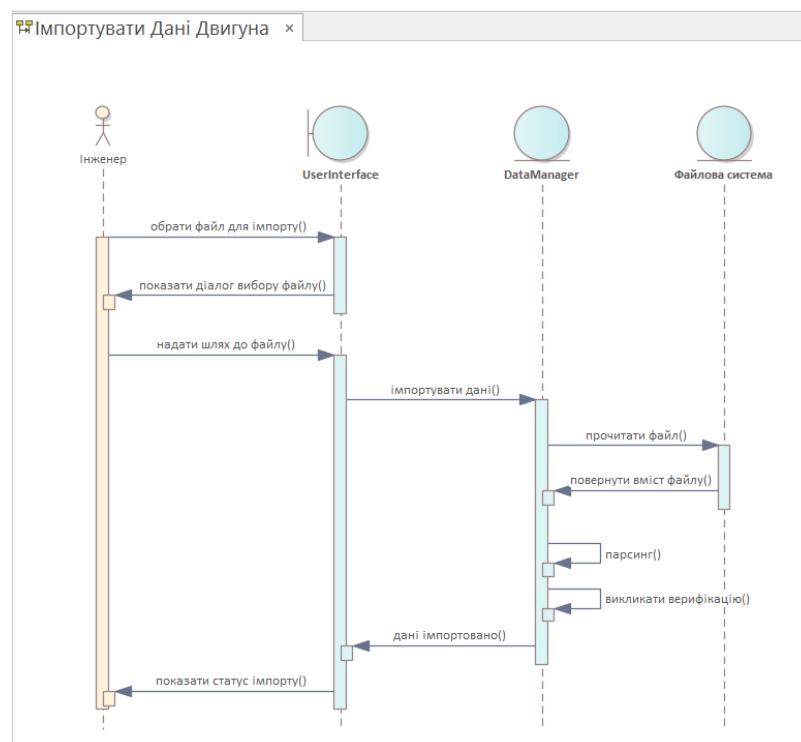 Імпортувати Дані Двигуна ×
Інженер
UserInterface
DataManager
Файлова система
обрати файл для імпорту()
показати діалог вибору файлу()
надати шлях до файлу()
імпортувати дані()
прочитати файл()
повернути вміст файлу()
парсинг()
викликати верифікацію()
дані імпортовано()
показати статус імпорту()